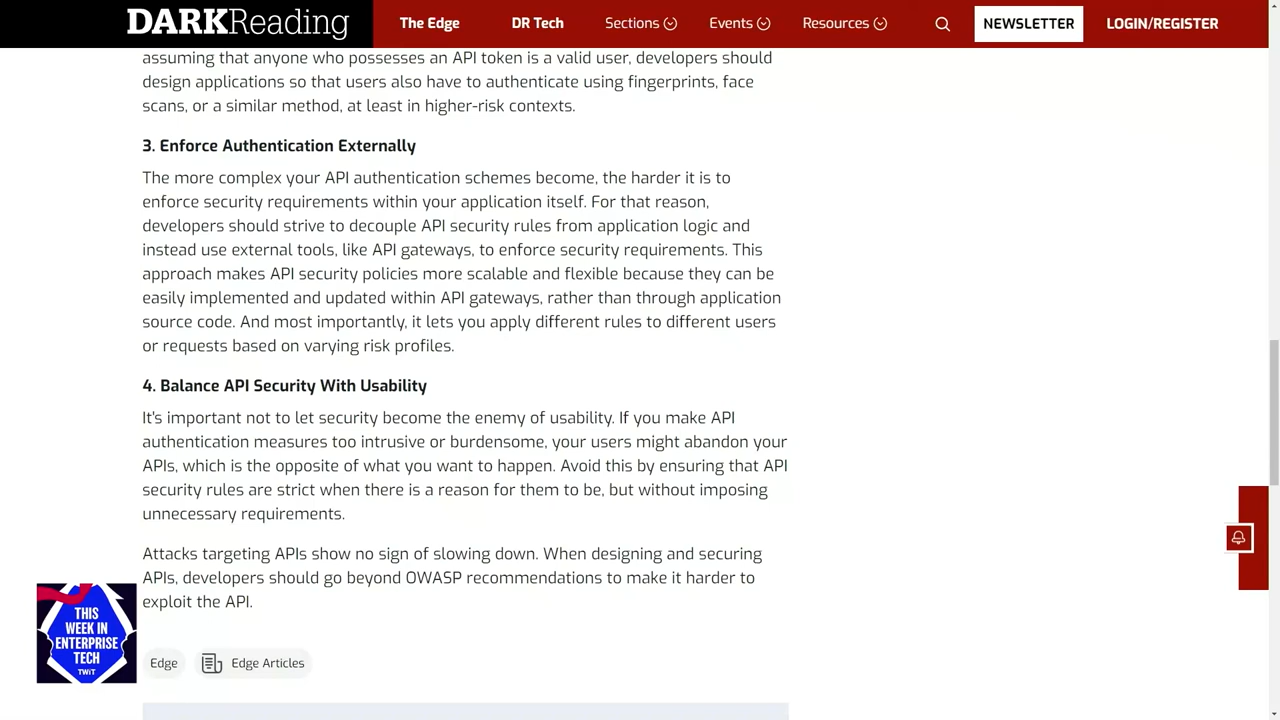 DARKReading
The Edge
DR Tech
Sections
Events
Resources
NEWSLETTER
LOGIN/REGISTER
assuming that anyone who possesses an API token is a valid user, developers should
design applications so that users also have to authenticate using fingerprints, face
scans, or a similar method, at least in higher-risk contexts.
3. Enforce Authentication Externally
The more complex your API authentication schemes become, the harder it is to
enforce security requirements within your application itself. For that reason,
developers should strive to decouple API security rules from application logic and
instead use external tools, like API gateways, to enforce security requirements. This
approach makes API security policies more scalable and flexible because they can be
easily implemented and updated within API gateways, rather than through application
source code. And most importantly, it lets you apply different rules to different users
or requests based on varying risk profiles.
4. Balance API Security With Usability
It's important not to let security become the enemy of usability. If you make API
authentication measures too intrusive or burdensome, your users might abandon your
APIs, which is the opposite of what you want to happen. Avoid this by ensuring that API
security rules are strict when there is a reason for them to be, but without imposing
unnecessary requirements.
Attacks targeting APIs show no sign of slowing down. When designing and securing
APIs, developers should go beyond OWASP recommendations to make it harder to
exploit the API.
THIS
WEEK IN
ENTERPRISE
TECH
TWiT
Edge
Edge Articles